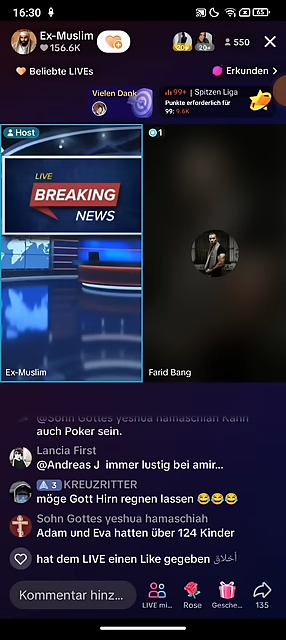 16:30
65
Ex-Muslim
156.6K
20+
550
Beliebte LIVEs
Erkunden
Vielen Dank
99+ | Spitzen Liga
Punkte erforderlich für
99: 9.6K
Host
1
LIVE
BREAKING
NEWS
Ex-Muslim
Farid Bang
@Sohn Gottes yeshua hamaschiah Kann
auch Poker sein.
Lancia First
@Andreas J immer lustig bei amir...
3 KREUZRITTER
möge Gott Hirn regnen lassen 😂😂😂
Sohn Gottes yeshua hamaschiah
Adam und Eva hatten über 124 Kinder
hat dem LIVE einen Like gegeben أخلاق
Kommentar hinz...
LIVE mi...
Rose
Gesche...
135